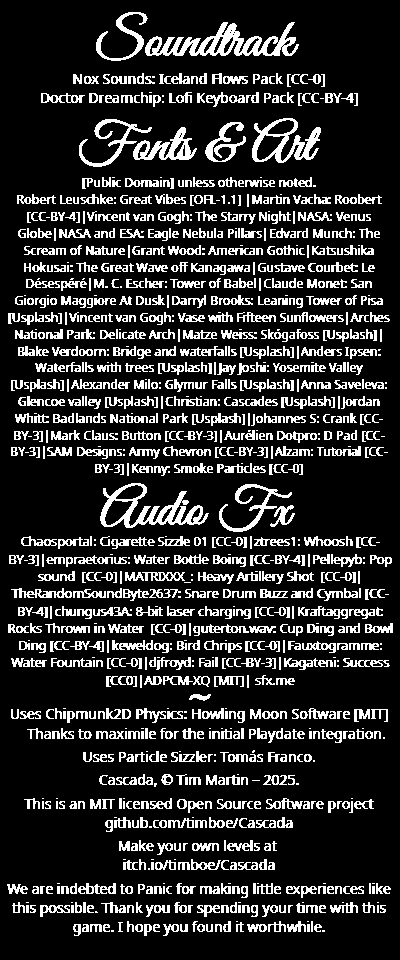 Soundtrack
Nox Sounds: Iceland Flows Pack [CC-0]
Doctor Dreamchip: Lofi Keyboard Pack [CC-BY-4]
Fonts & Art
[Public Domain] unless otherwise noted.
Robert Leuschke: Great Vibes [OFL-1.1] |Martin Vacha: Roobert
[CC-BY-4]|Vincent van Gogh: The Starry Night|NASA: Venus
Globe|NASA and ESA: Eagle Nebula Pillars|Edvard Munch: The
Scream of Nature|Grant Wood: American Gothic|Katsushika
Hokusai: The Great Wave off Kanagawa|Gustave Courbet: Le
Désespéré|M. C. Escher: Tower of Babel|Claude Monet: San
Giorgio Maggiore At Dusk|Darryl Brooks: Leaning Tower of Pisa
[Usplash]|Vincent van Gogh: Vase with Fifteen Sunflowers|Arches
National Park: Delicate Arch|Matze Weiss: Skógafoss [Usplash]|
Blake Verdoorn: Bridge and waterfalls [Usplash]|Anders Ipsen:
Waterfalls with trees [Usplash]|Jay Joshi: Yosemite Valley
[Usplash]|Alexander Milo: Glymur Falls [Usplash]|Anna Saveleva:
Glencoe valley [Usplash]|Christian: Cascades [Usplash]|Jordan
Whitt: Badlands National Park [Usplash]|Johannes S: Crank [CC-
BY-3]|Mark Claus: Button [CC-BY-3]|Aurélien Dotpro: D Pad [CC-
BY-3]|SAM Designs: Army Chevron [CC-BY-3]|Alzam: Tutorial [CC-
BY-3]|Kenny: Smoke Particles [CC-0]
Audio Fx
Chaosportal: Cigarette Sizzle 01 [CC-0]|ztrees1: Whoosh [CC-
BY-3]|empraetorius: Water Bottle Boing [CC-BY-4]|Pellepyb: Pop
sound [CC-0]|MATRIXXX_: Heavy Artillery Shot [CC-0]|
TheRandomSoundByte2637: Snare Drum Buzz and Cymbal [CC-
BY-4]|chungus43A: 8-bit laser charging [CC-0]|Kraftaggregat:
Rocks Thrown in Water [CC-0]|guterton.wav: Cup Ding and Bowl
Ding [CC-BY-4]|keweldog: Bird Chrips [CC-0]|Fauxtogramme:
Water Fountain [CC-0]|djfroyd: Fail [CC-BY-3]|Kagateni: Success
[CC0]|ADPCM-XQ [MIT]| sfx.me
~
Uses Chipmunk2D Physics: Howling Moon Software [MIT]
Thanks to maximile for the initial Playdate integration.
Uses Particle Sizzler: Tomás Franco.
Cascada, © Tim Martin – 2025.
This is an MIT licensed Open Source Software project
github.com/timboe/Cascada
Make your own levels at
itch.io/timboe/Cascada
We are indebted to Panic for making little experiences like
this possible. Thank you for spending your time with this
game. I hope you found it worthwhile.